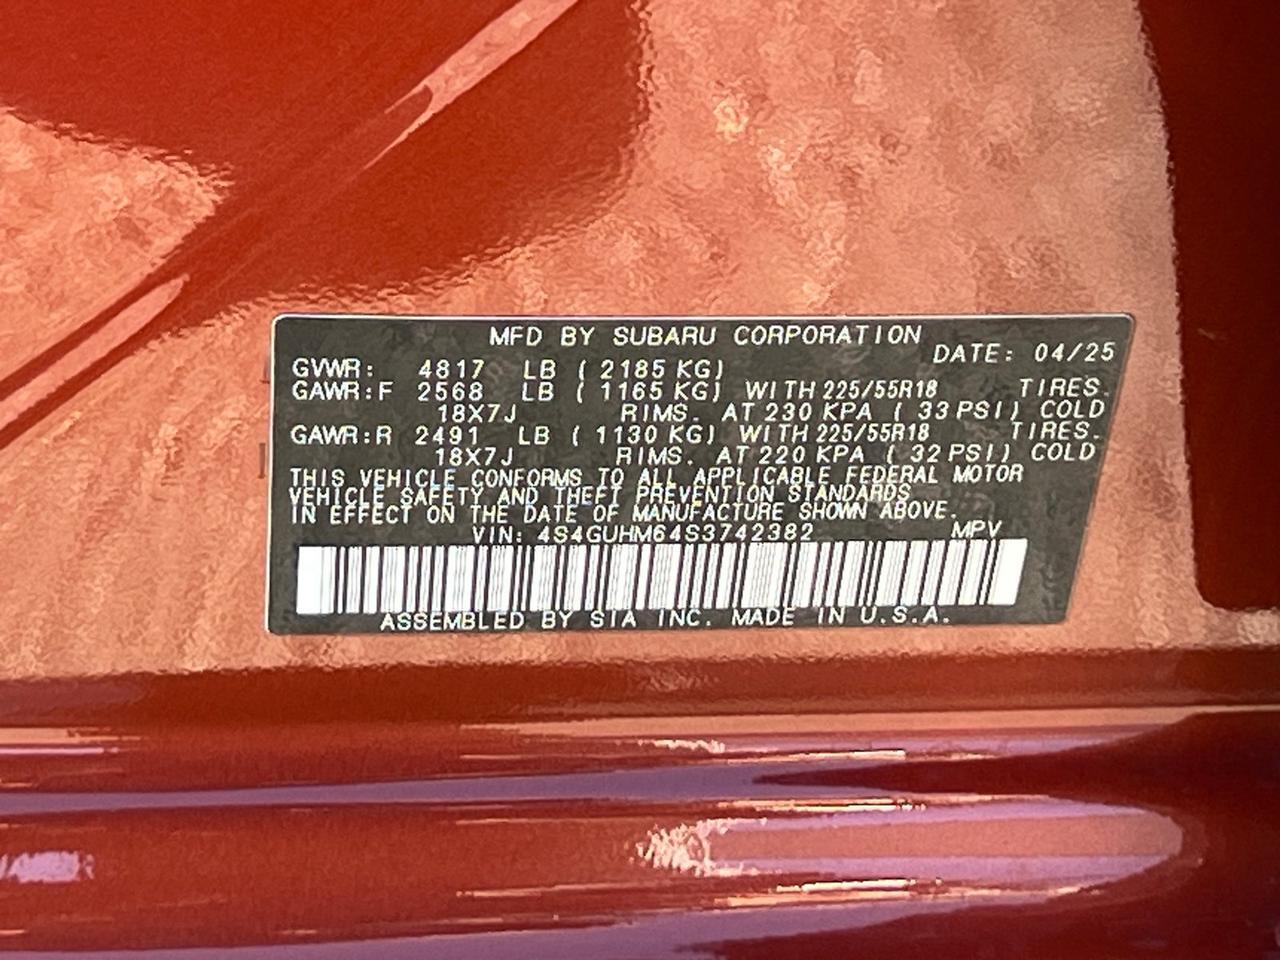 MFD BY SUBARU CORPORATION
DATE: 04/25
GVWR: 4817 LB ( 2185 KG)
GAWR:F 2568 LB ( 1165 KG) WITH 225/55R18 TIRES.
18X7J RIMS. AT 230 KPA ( 33 PSI) COLD
GAWR:R 2491 LB ( 1130 KG) WITH 225/55R18 TIRES.
18X7J RIMS. AT 220 KPA ( 32 PSI) COLD
THIS VEHICLE CONFORMS TO ALL APPLICABLE FEDERAL MOTOR
VEHICLE SAFETY AND THEFT PREVENTION STANDARDS
IN EFFECT ON THE DATE OF MANUFACTURE SHOWN ABOVE.
VIN: 4S4GUHM64S3742382 MPV
ASSEMBLED BY SIA INC. MADE IN U.S.A.